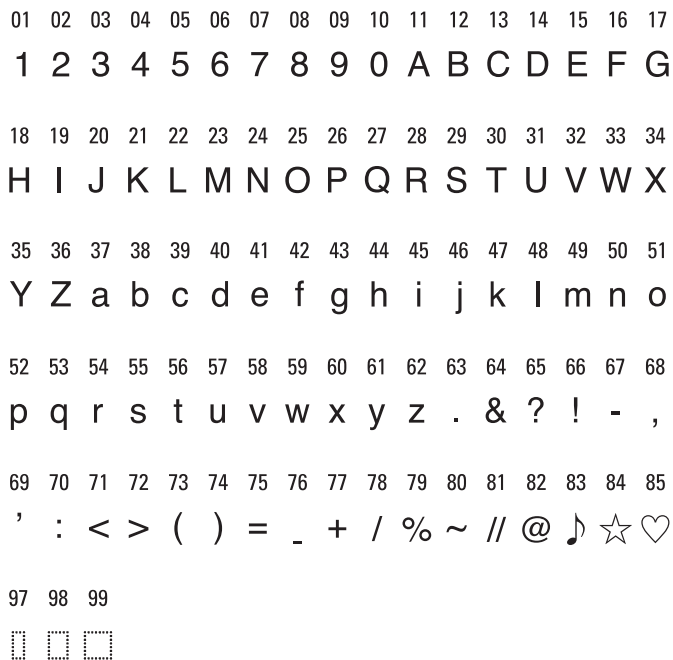 01 02 03 04 05 06 07 08 09 10 11 12 13 14 15 16 17
1 2 3 4 5 6 7 8 9 0 A B C D E F G
18 19 20 21 22 23 24 25 26 27 28 29 30 31 32 33 34
H I J K L M N O P Q R S T U V W X
35 36 37 38 39 40 41 42 43 44 45 46 47 48 49 50 51
Y Z a b c d e f g h i j k l m n o
52 53 54 55 56 57 58 59 60 61 62 63 64 65 66 67 68
p q r s t u v w x y z . & ? ! - ,
69 70 71 72 73 74 75 76 77 78 79 80 81 82 83 84 85
’ : < > ( ) = _ + / % ~ // @ ♪ ☆ ♡
97 98 99